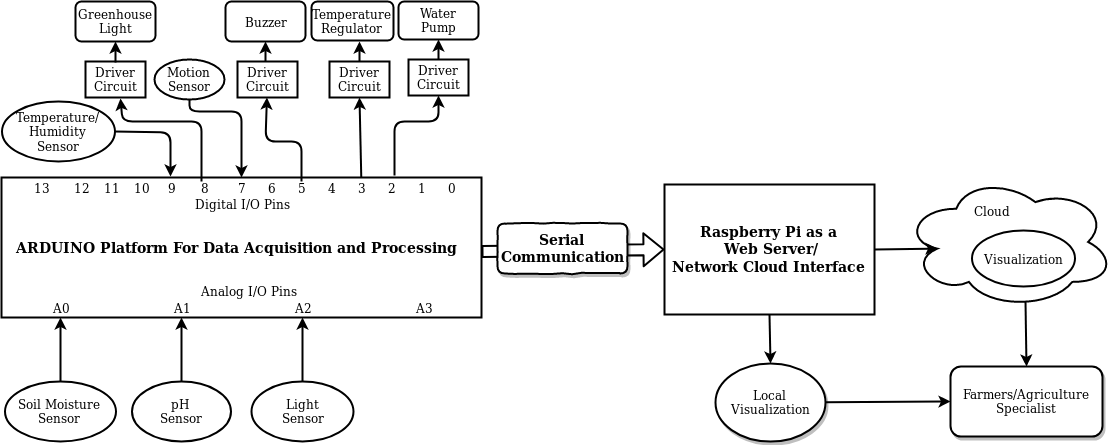 Greenhouse
Light
Buzzer
Temperature
Regulator
Water
Pump
Driver
Circuit
Motion
Sensor
Driver
Circuit
Driver
Circuit
Driver
Circuit
Temperature/
Humidity
Sensor
13 12 11 10 9 8 7 6 5 4 3 2 1 0
Digital I/O Pins
ARDUINO Platform For Data Acquisition and Processing
Analog I/O Pins
A0 A1 A2 A3
Serial
Communication
Raspberry Pi as a
Web Server/
Network Cloud Interface
Cloud
Visualization
Soil Moisture
Sensor
pH
Sensor
Light
Sensor
Local
Visualization
Farmers/Agriculture
Specialist